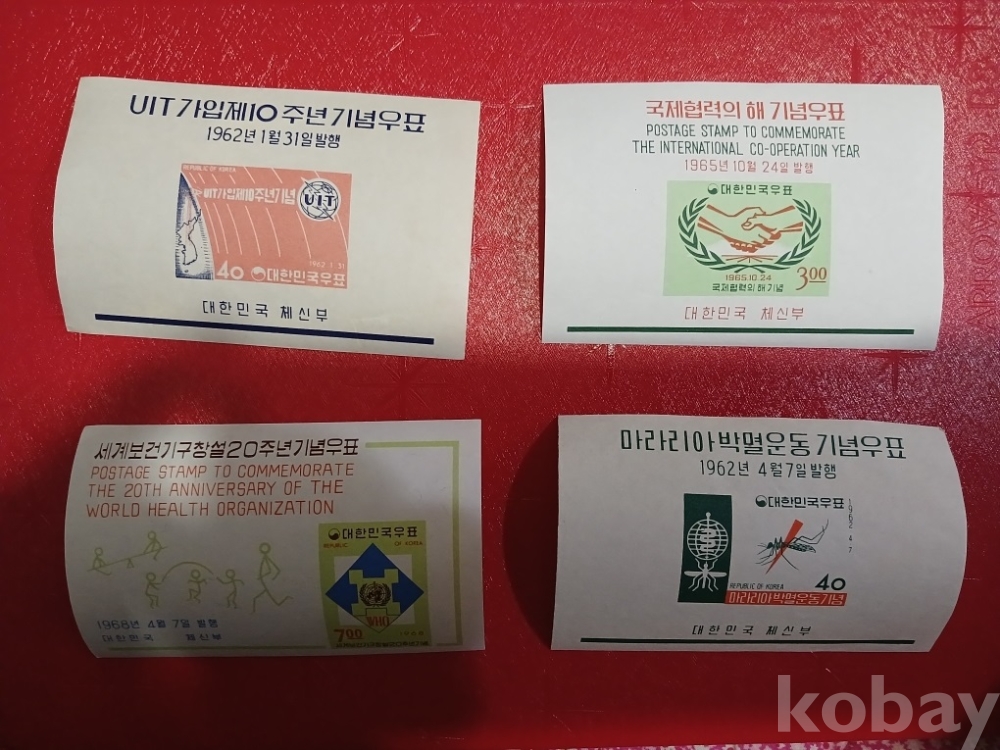 UIT가입제10주년기념우표
1962년 1월 31일발행
REPUBLIC OF KOREA
UIT가입제10주년기념
UIT
1962 1 31
40 대한민국우표
대한민국 체신부
국제협력의 해 기념우표
POSTAGE STAMP TO COMMEMORATE
THE INTERNATIONAL CO-OPERATION YEAR
1965년 10월 24일 발행
대한민국우표
1965.10.24
3.00
국제협력의해기념
대한민국 체신부
세계보건기구창설20주년기념우표
POSTAGE STAMP TO COMMEMORATE
THE 20TH ANNIVERSARY OF THE
WORLD HEALTH ORGANIZATION
대한민국우표
REPUBLIC OF KOREA
WHO
7.00 1968
1968년 4월 7일 발행
대한민국 체신부
마라리아박멸운동기념우표
1962년 4월 7일발행
대한민국우표
1962 4 7
REPUBLIC OF KOREA 40
마라리아박멸운동기념
대한민국 체신부
kobay